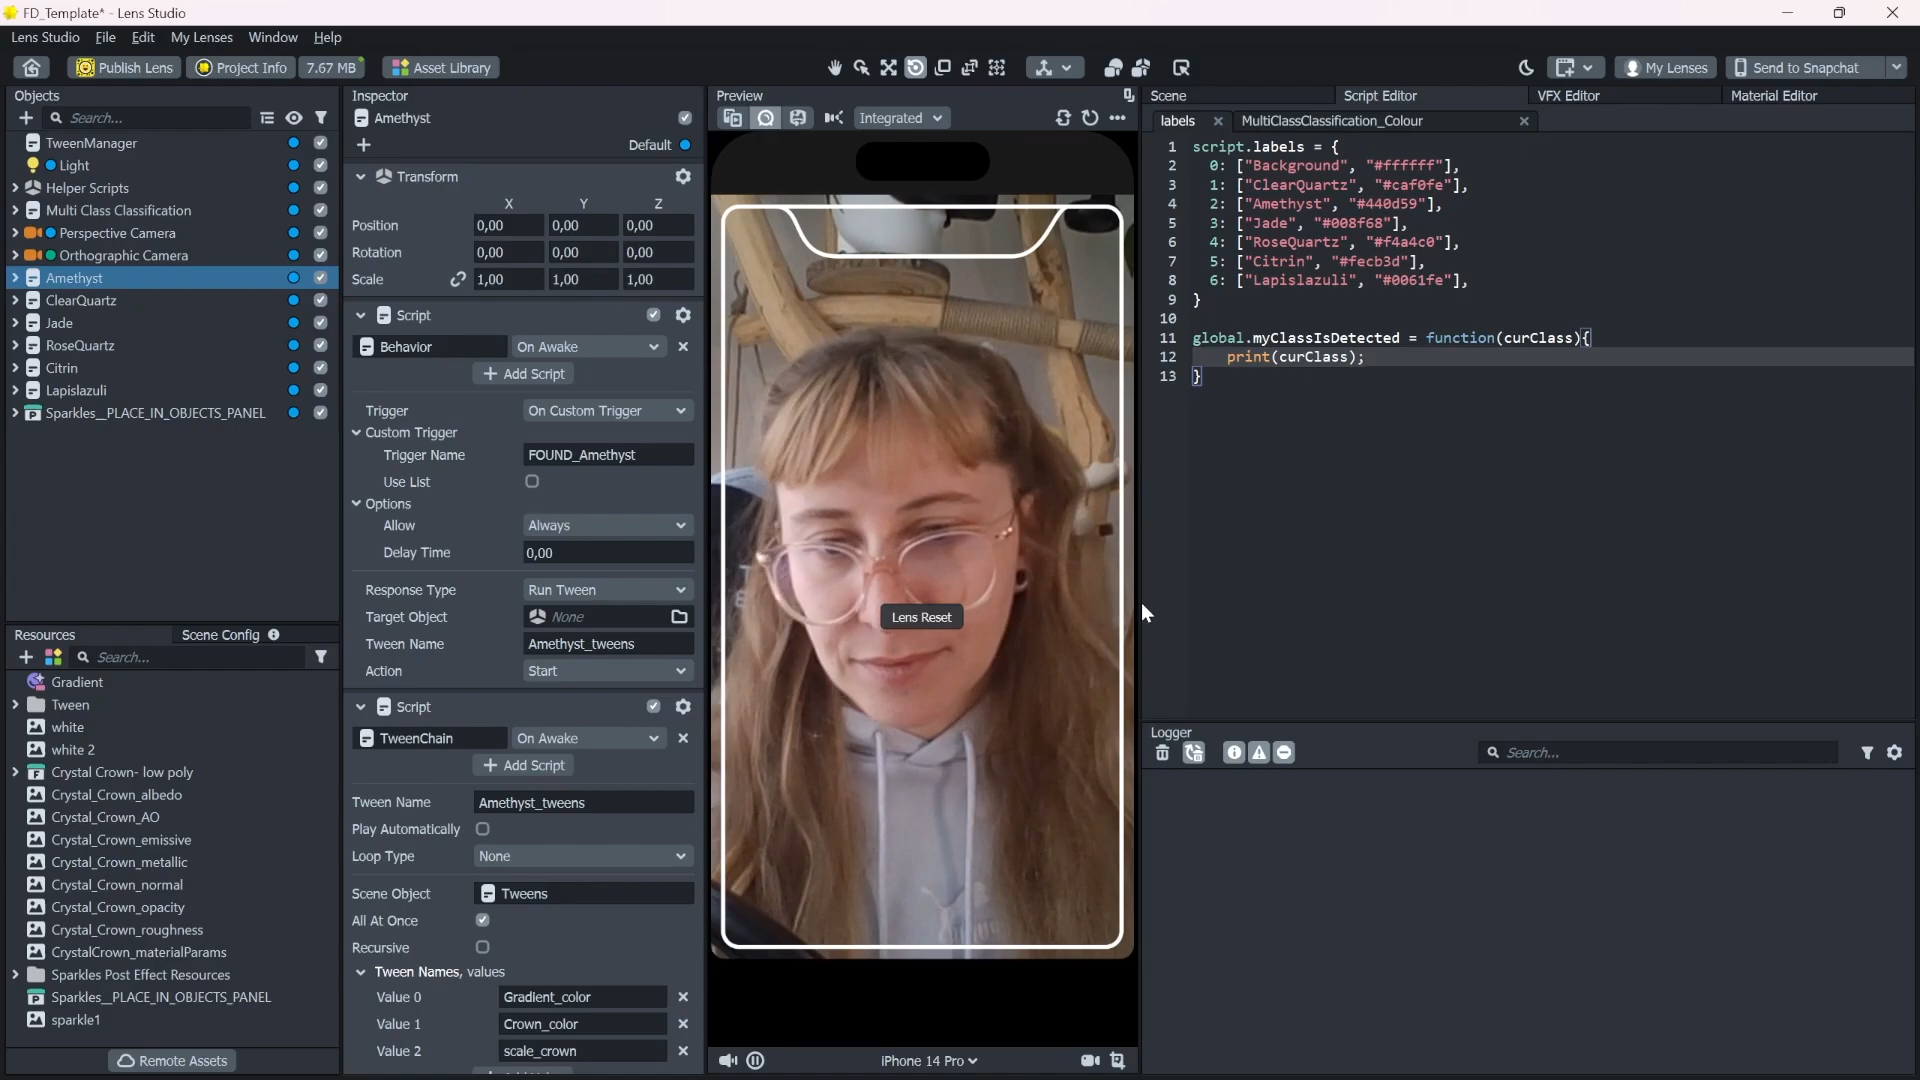 FD_Template* - Lens Studio
Lens Studio File Edit My Lenses Window Help
Publish Lens Project Info 7.67 MB Asset Library My Lenses Send to Snapchat
Objects
Search...
TweenManager
Light
Helper Scripts
Multi Class Classification
Perspective Camera
Orthographic Camera
Amethyst
ClearQuartz
Jade
RoseQuartz
Citrin
Lapislazuli
Sparkles__PLACE_IN_OBJECTS_PANEL
Resources Scene Config
Search...
Gradient
Tween
white
white 2
Crystal Crown- low poly
Crystal_Crown_albedo
Crystal_Crown_AO
Crystal_Crown_emissive
Crystal_Crown_metallic
Crystal_Crown_normal
Crystal_Crown_opacity
Crystal_Crown_roughness
CrystalCrown_materialParams
Sparkles Post Effect Resources
Sparkles__PLACE_IN_OBJECTS_PANEL
sparkle1
Remote Assets
Inspector
Amethyst
Default
Transform
X Y Z
Position 0,00 0,00 0,00
Rotation 0,00 0,00 0,00
Scale 1,00 1,00 1,00
Script
Behavior On Awake
+ Add Script
Trigger On Custom Trigger
Custom Trigger
Trigger Name FOUND_Amethyst
Use List
Options
Allow Always
Delay Time 0,00
Response Type Run Tween
Target Object None
Tween Name Amethyst_tweens
Action Start
Script
TweenChain On Awake
+ Add Script
Tween Name Amethyst_tweens
Play Automatically
Loop Type None
Scene Object Tweens
All At Once
Recursive
Tween Names, values
Value 0 Gradient_color
Value 1 Crown_color
Value 2 scale_crown
Preview
Integrated
Lens Reset
iPhone 14 Pro
Scene Script Editor VFX Editor Material Editor
labels MultiClassClassification_Colour
1 script.labels = {
2 0: ["Background", "#ffffff"],
3 1: ["ClearQuartz", "#caf0fe"],
4 2: ["Amethyst", "#440d59"],
5 3: ["Jade", "#008f68"],
6 4: ["RoseQuartz", "#f4a4c0"],
7 5: ["Citrin", "#fecb3d"],
8 6: ["Lapislazuli", "#0061fe"],
9 }
10
11 global.myClassIsDetected = function(curClass){
12 print(curClass);
13 }
Logger
Search...